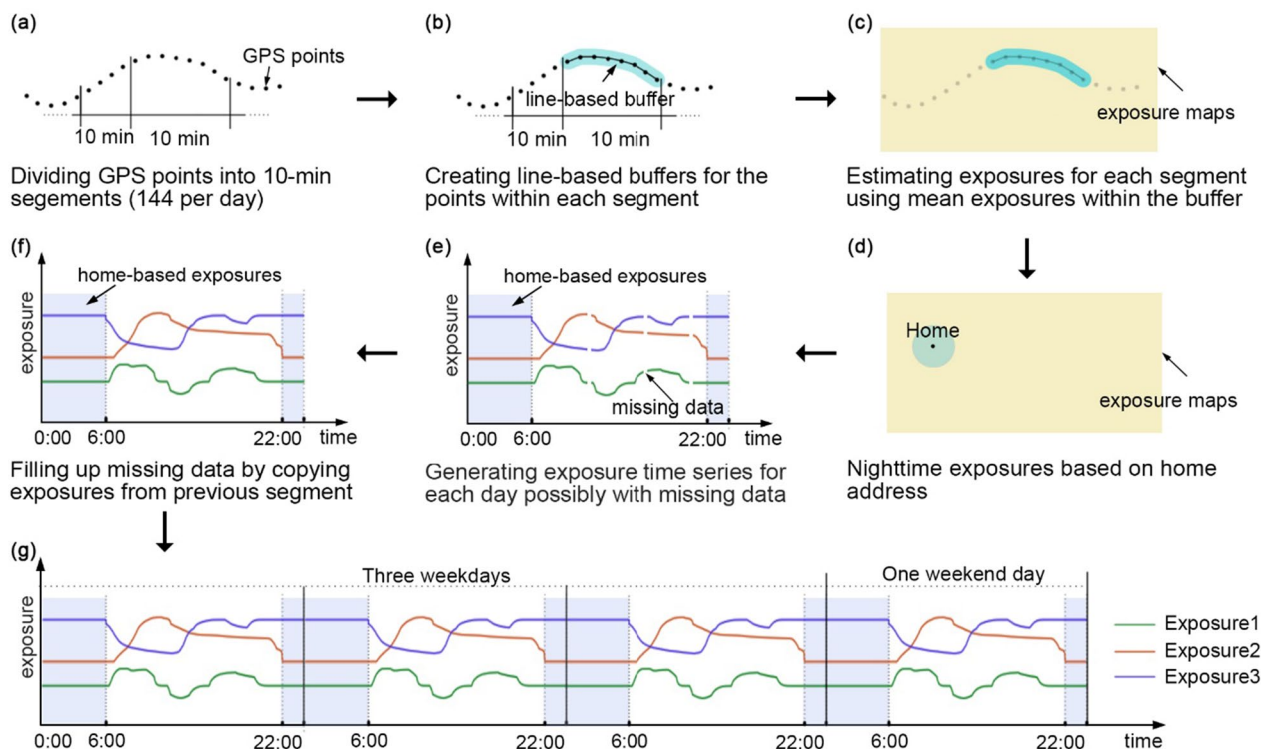 (a)
GPS points
10 min
10 min
Dividing GPS points into 10-min
segements (144 per day)
(b)
line-based buffer
10 min
10 min
Creating line-based buffers for the
points within each segment
(c)
exposure maps
Estimating exposures for each segment
using mean exposures within the buffer
(d)
Home
exposure maps
Nighttime exposures based on home
address
(e)
home-based exposures
exposure
missing data
0:00 6:00 22:00 time
Generating exposure time series for
each day possibly with missing data
(f)
home-based exposures
exposure
0:00 6:00 22:00 time
Filling up missing data by copying
exposures from previous segment
(g)
Three weekdays
One weekend day
exposure
Exposure1
Exposure2
Exposure3
0:00 6:00 22:00 6:00 22:00 6:00 22:00 6:00 22:00 time